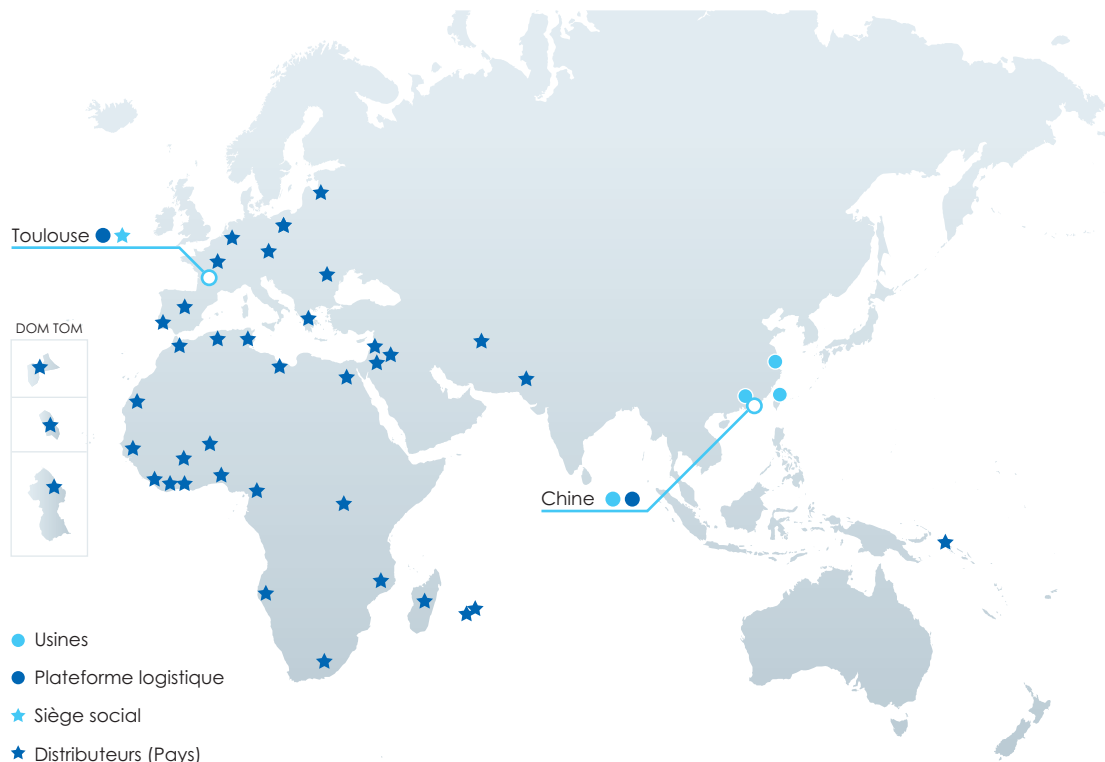 Toulouse
DOM TOM
Chine
Usines
Plateforme logistique
Siège social
Distributeurs (Pays)